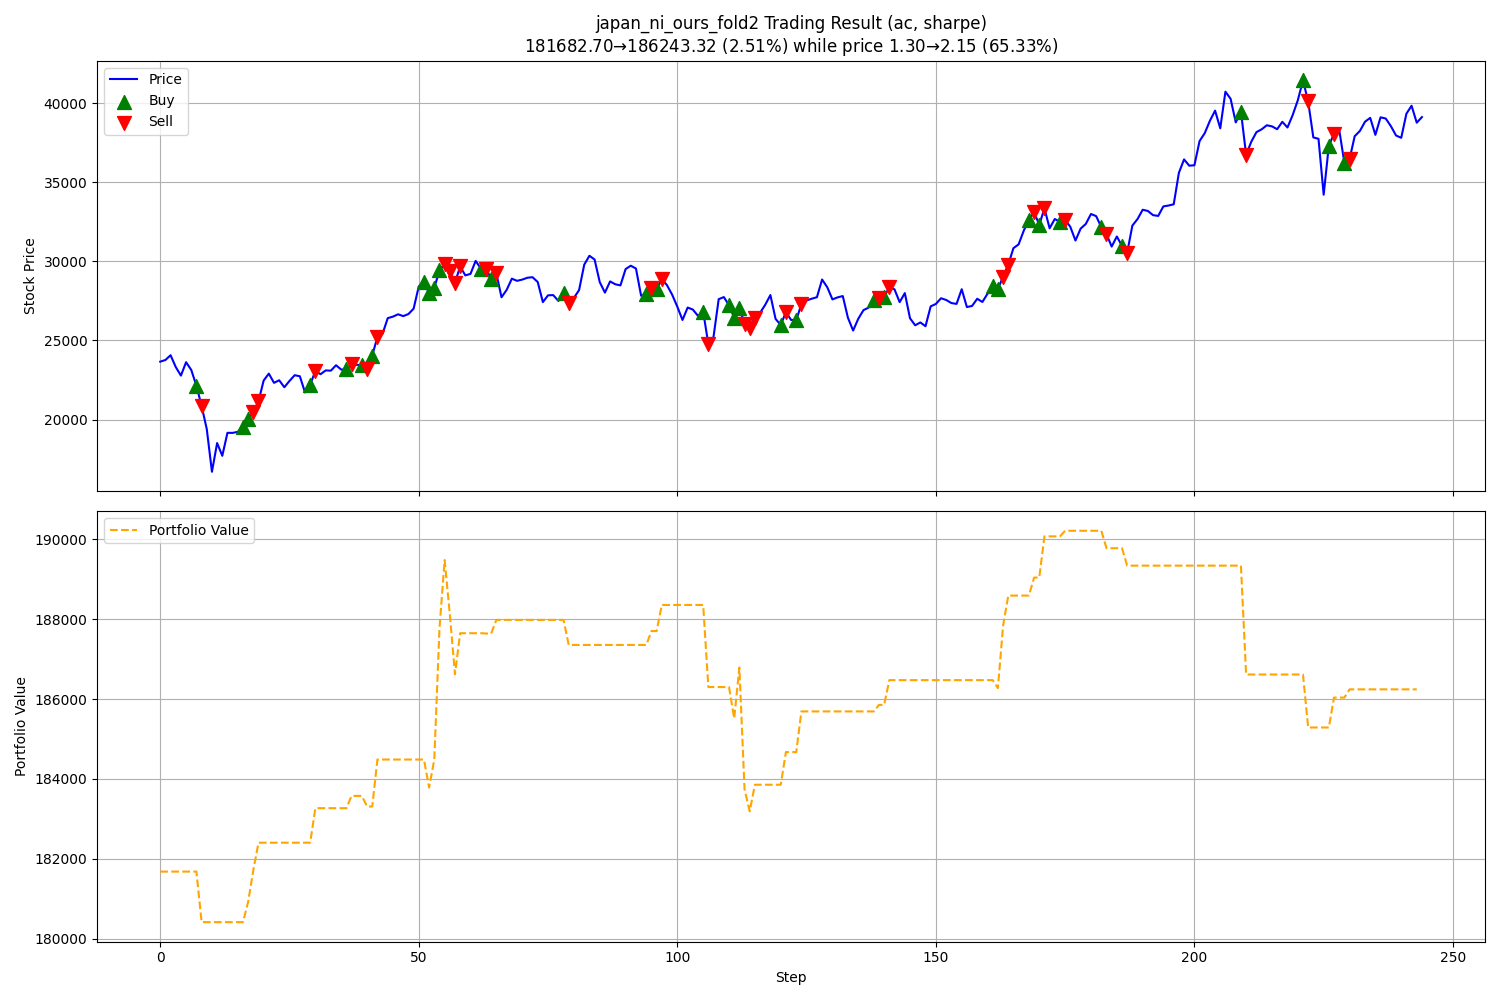 japan_ni_ours_fold2 Trading Result (ac, sharpe)
181682.70→186243.32 (2.51%) while price 1.30→2.15 (65.33%)
Price
Buy
Sell
40000
35000
30000
25000
20000
Stock Price
Portfolio Value
190000
188000
186000
184000
182000
180000
Portfolio Value
0
50
100
150
200
250
Step